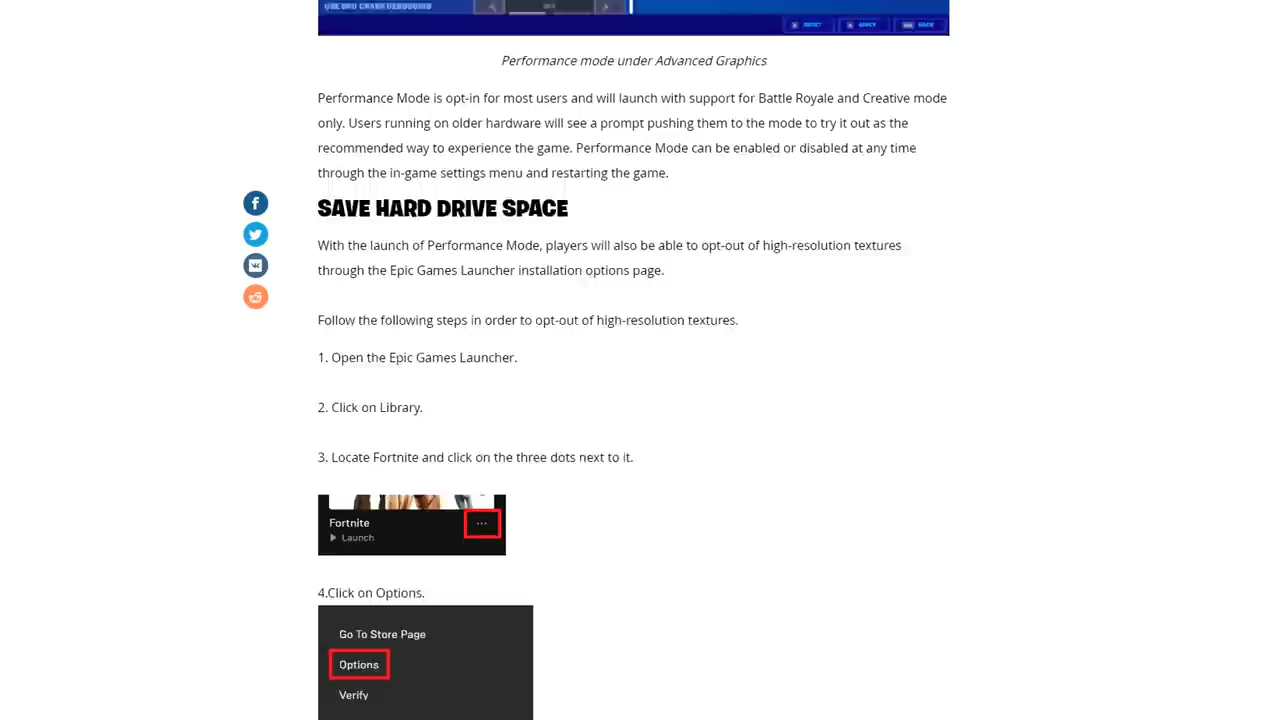 RESET
APPLY
BACK
Performance mode under Advanced Graphics
Performance Mode is opt-in for most users and will launch with support for Battle Royale and Creative mode
only. Users running on older hardware will see a prompt pushing them to the mode to try it out as the
recommended way to experience the game. Performance Mode can be enabled or disabled at any time
through the in-game settings menu and restarting the game.
SAVE HARD DRIVE SPACE
With the launch of Performance Mode, players will also be able to opt-out of high-resolution textures
through the Epic Games Launcher installation options page.
Follow the following steps in order to opt-out of high-resolution textures.
1. Open the Epic Games Launcher.
2. Click on Library.
3. Locate Fortnite and click on the three dots next to it.
Fortnite
...
Launch
4.Click on Options.
Go To Store Page
Options
Verify